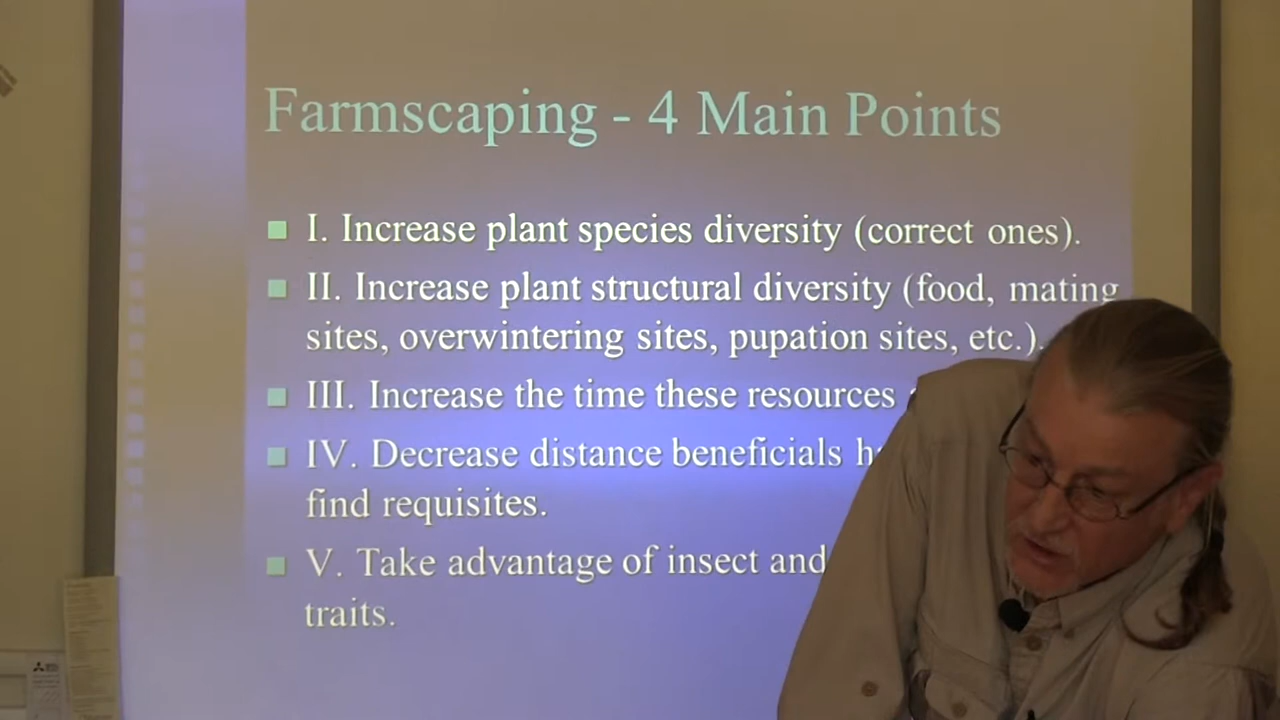 Farmscaping - 4 Main Points
I. Increase plant species diversity (correct ones).
II. Increase plant structural diversity (food, mating
sites, overwintering sites, pupation sites, etc.).
III. Increase the time these resources
IV. Decrease distance beneficials
find requisites.
V. Take advantage of insect and
traits.